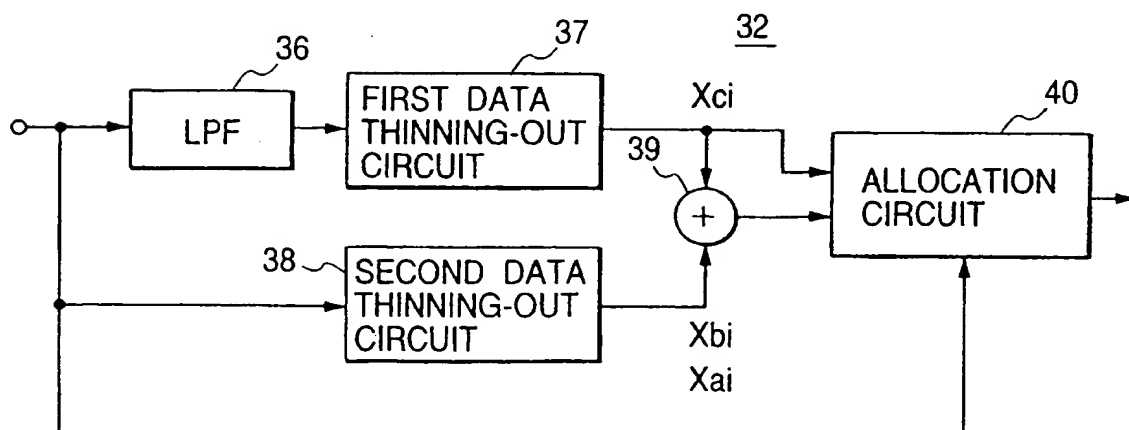 32
36
37
LPF
FIRST DATA
THINNING-OUT
CIRCUIT
Xci
39
+
40
ALLOCATION
CIRCUIT
38
SECOND DATA
THINNING-OUT
CIRCUIT
Xbi
Xai